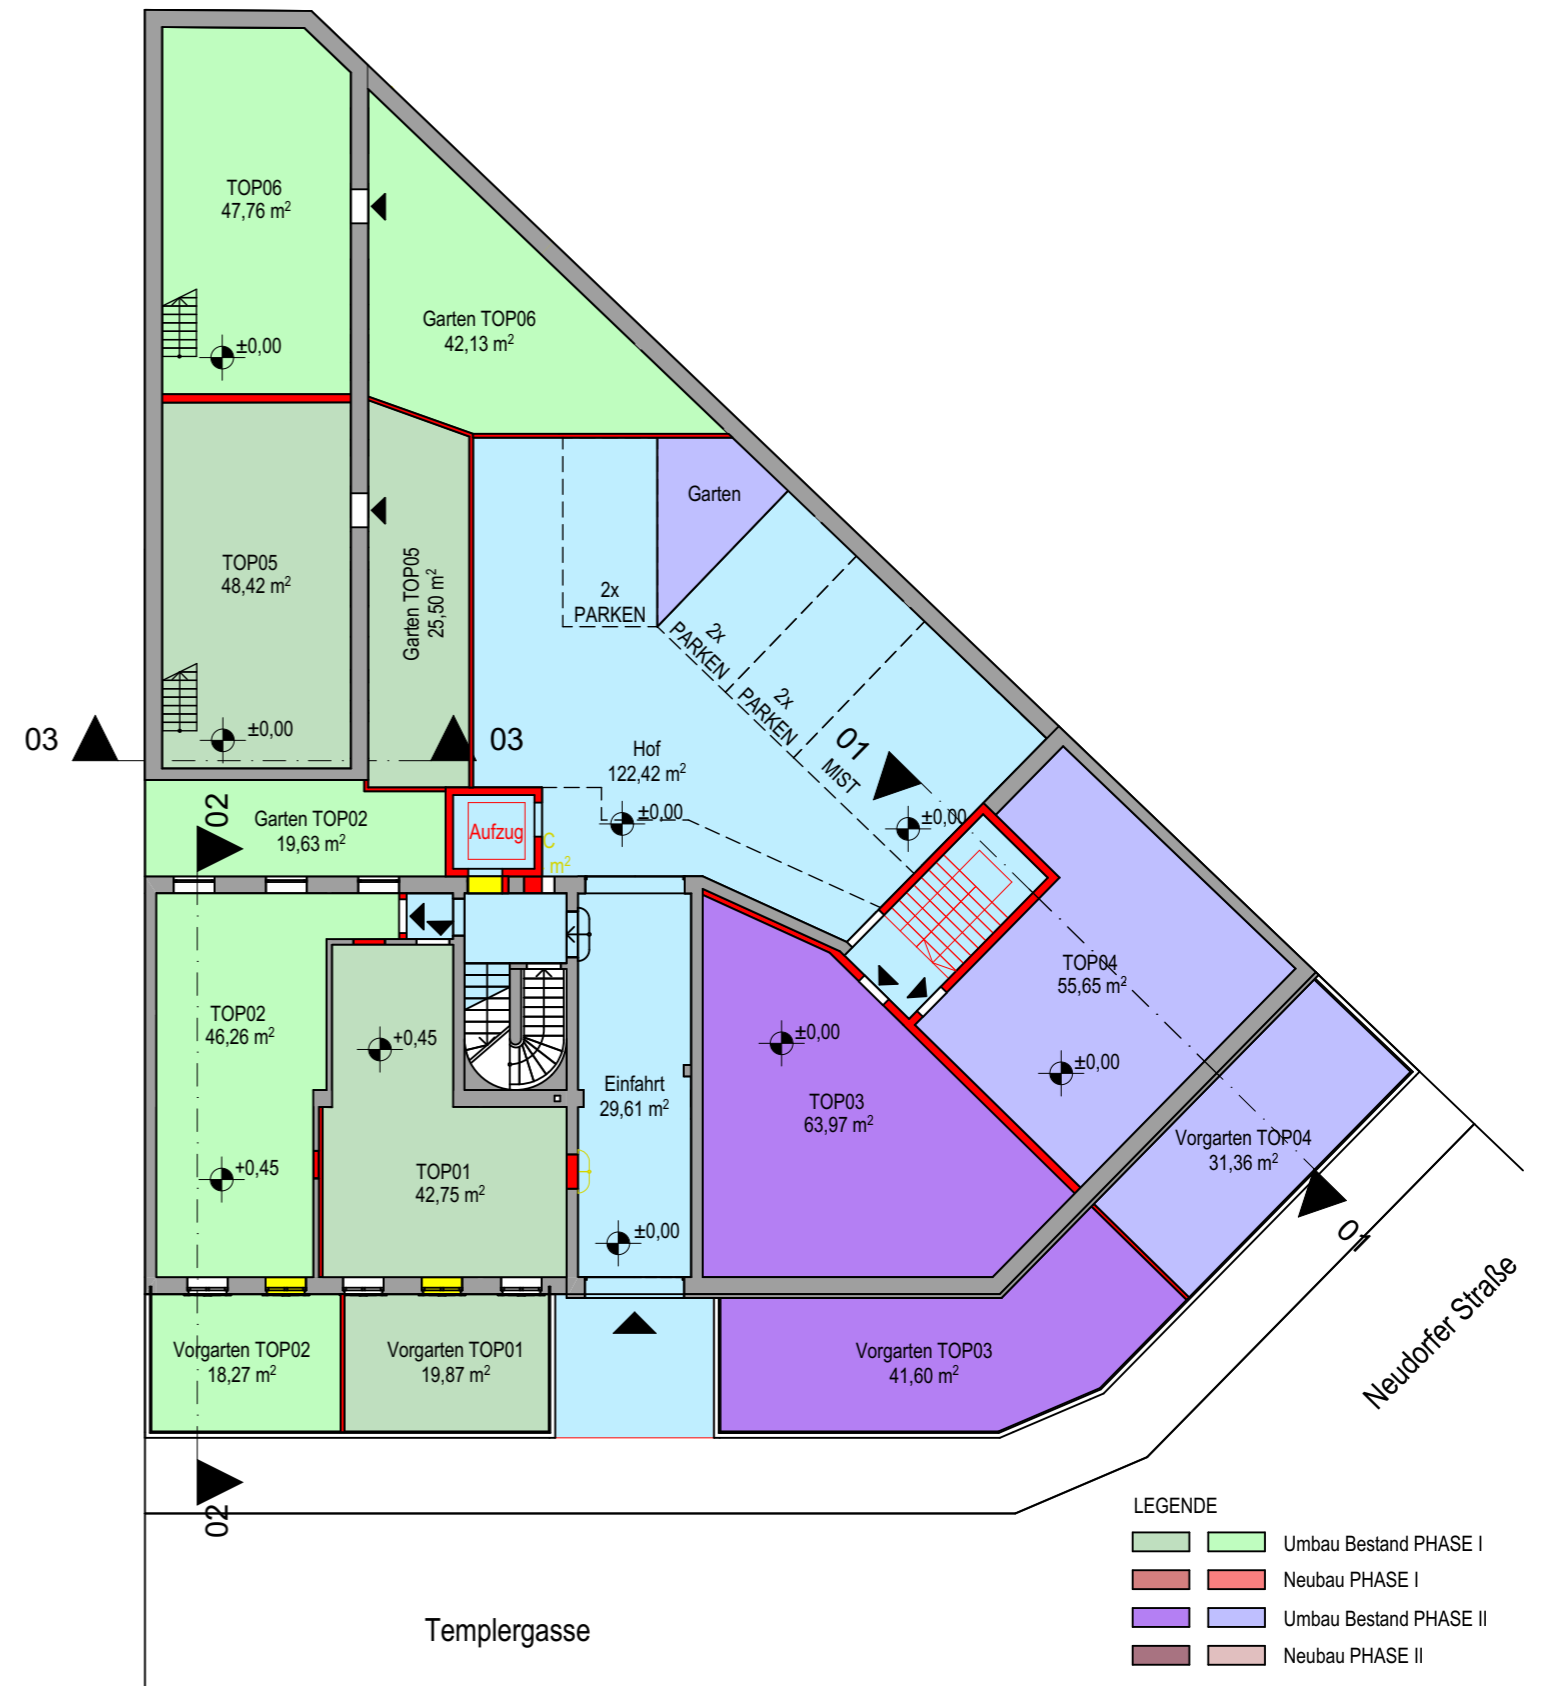 TOP06
47,76 m²
±0,00
Garten TOP06
42,13 m²
Garten
TOP05
48,42 m²
±0,00
Garten TOP05
25,50 m²
2x
PARKEN
2x
PARKEN
2x
PARKEN
01
MIST
03
03
Hof
122,42 m²
±0,00
±0,00
02
Garten TOP02
19,63 m²
Aufzug
C
m²
TOP02
46,26 m²
+0,45
+0,45
TOP01
42,75 m²
Einfahrt
29,61 m²
±0,00
±0,00
TOP03
63,97 m²
TOP04
55,65 m²
±0,00
Vorgarten TOP04
31,36 m²
01
Vorgarten TOP02
18,27 m²
Vorgarten TOP01
19,87 m²
Vorgarten TOP03
41,60 m²
02
Neudorfer Straße
Templergasse
LEGENDE
Umbau Bestand PHASE I
Neubau PHASE I
Umbau Bestand PHASE II
Neubau PHASE II